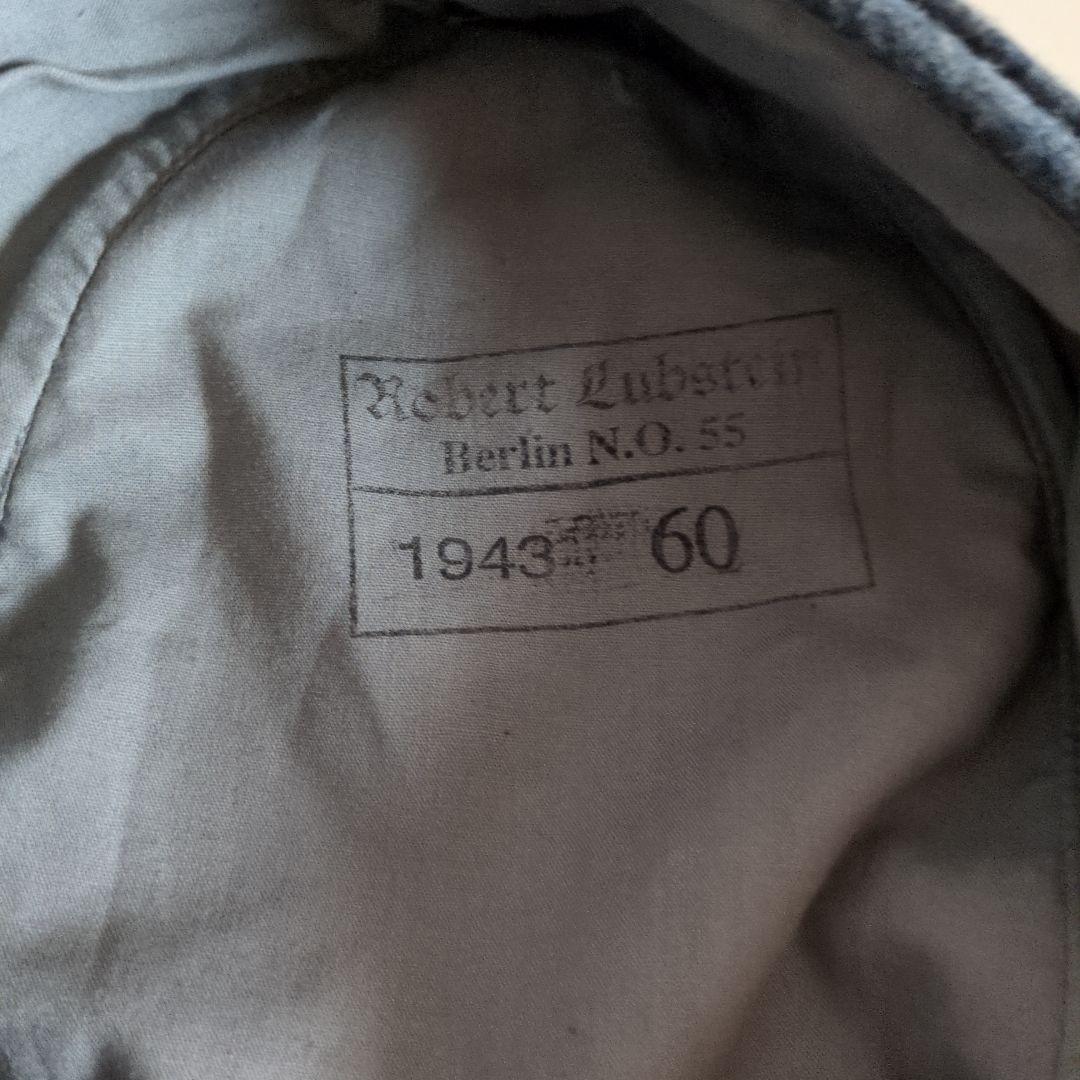 Robert Lubstein
Berlin N.O. 55
1943 60